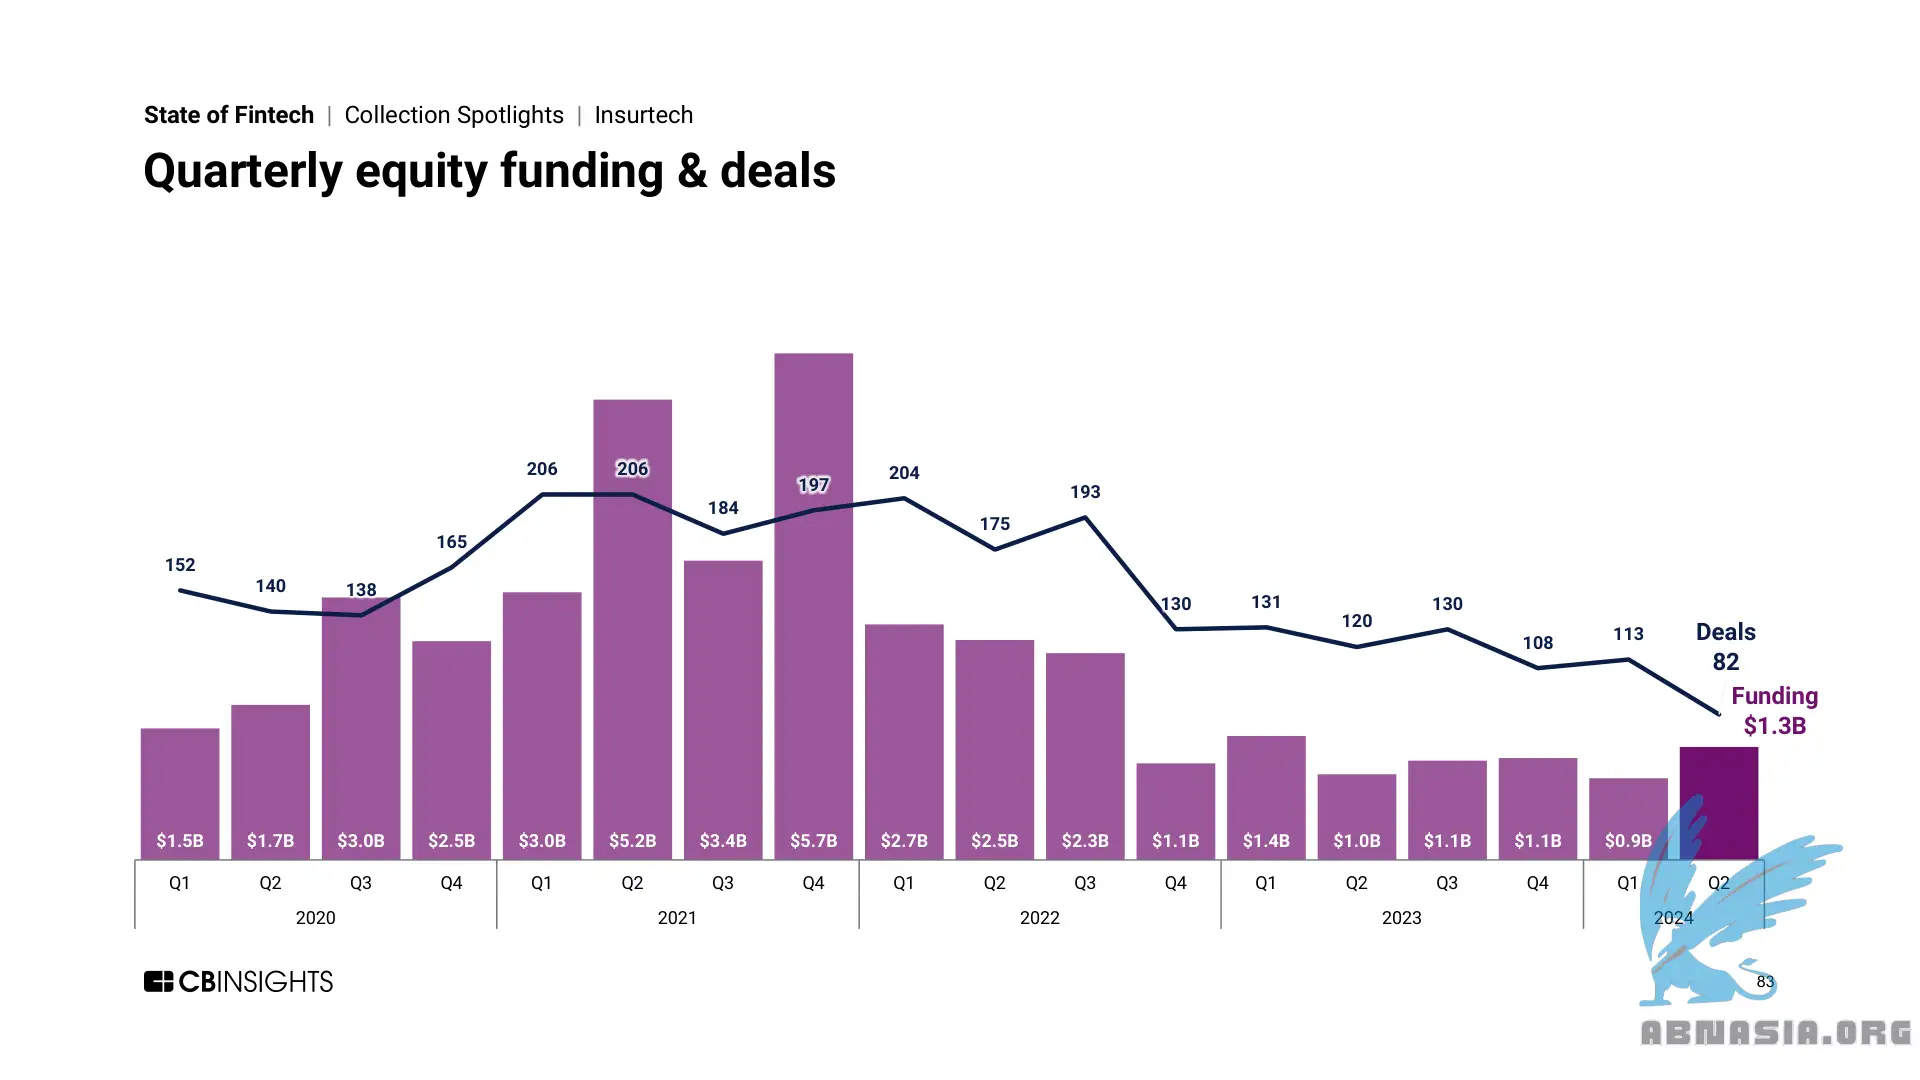 State of Fintech | Collection Spotlights | Insurtech
Quarterly equity funding & deals
152 140 138 165 206 206 184 197 204 175 193 130 131 120 130 108 113
Deals
82
Funding
$1.3B
$1.5B $1.7B $3.0B $2.5B $3.0B $5.2B $3.4B $5.7B $2.7B $2.5B $2.3B $1.1B $1.4B $1.0B $1.1B $1.1B $0.9B
Q1 Q2 Q3 Q4 Q1 Q2 Q3 Q4 Q1 Q2 Q3 Q4 Q1 Q2 Q3 Q4 Q1 Q2
2020 2021 2022 2023 2024
CBINSIGHTS
83
ABNASIA.ORG